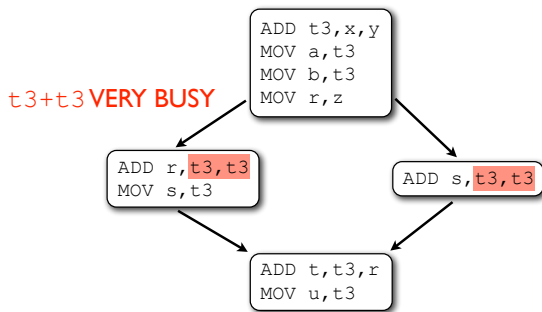 ADD t3,x,y
MOV a,t3
MOV b,t3
MOV r,z
t3+t3 VERY BUSY
ADD r,t3,t3
MOV s,t3
ADD s,t3,t3
ADD t,t3,r
MOV u,t3